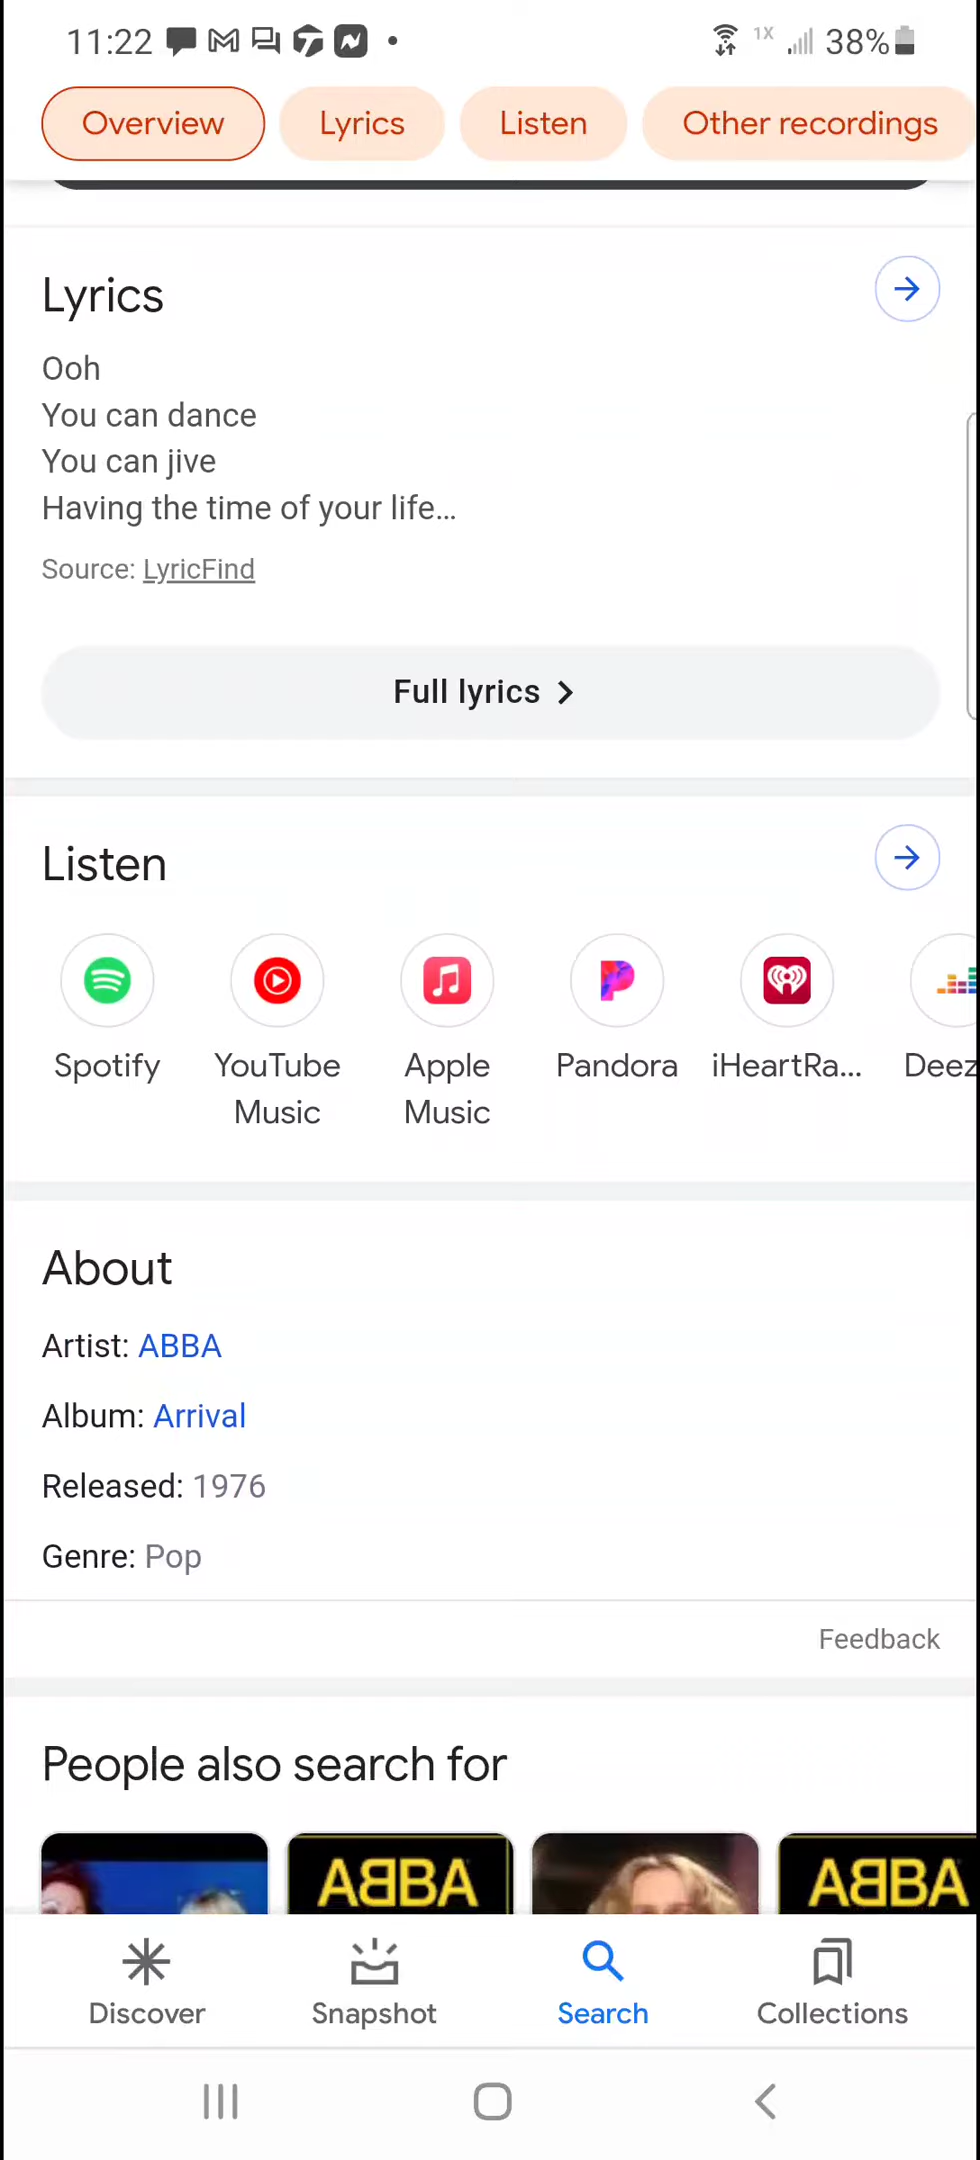 11:22 1X 38%
Overview Lyrics Listen Other recordings
Lyrics
Ooh
You can dance
You can jive
Having the time of your life...
Source: LyricFind
Full lyrics
Listen
Spotify YouTube Music Apple Music Pandora iHeartRa... Deez
About
Artist: ABBA
Album: Arrival
Released: 1976
Genre: Pop
Feedback
People also search for
ABBA ABBA
Discover Snapshot Search Collections